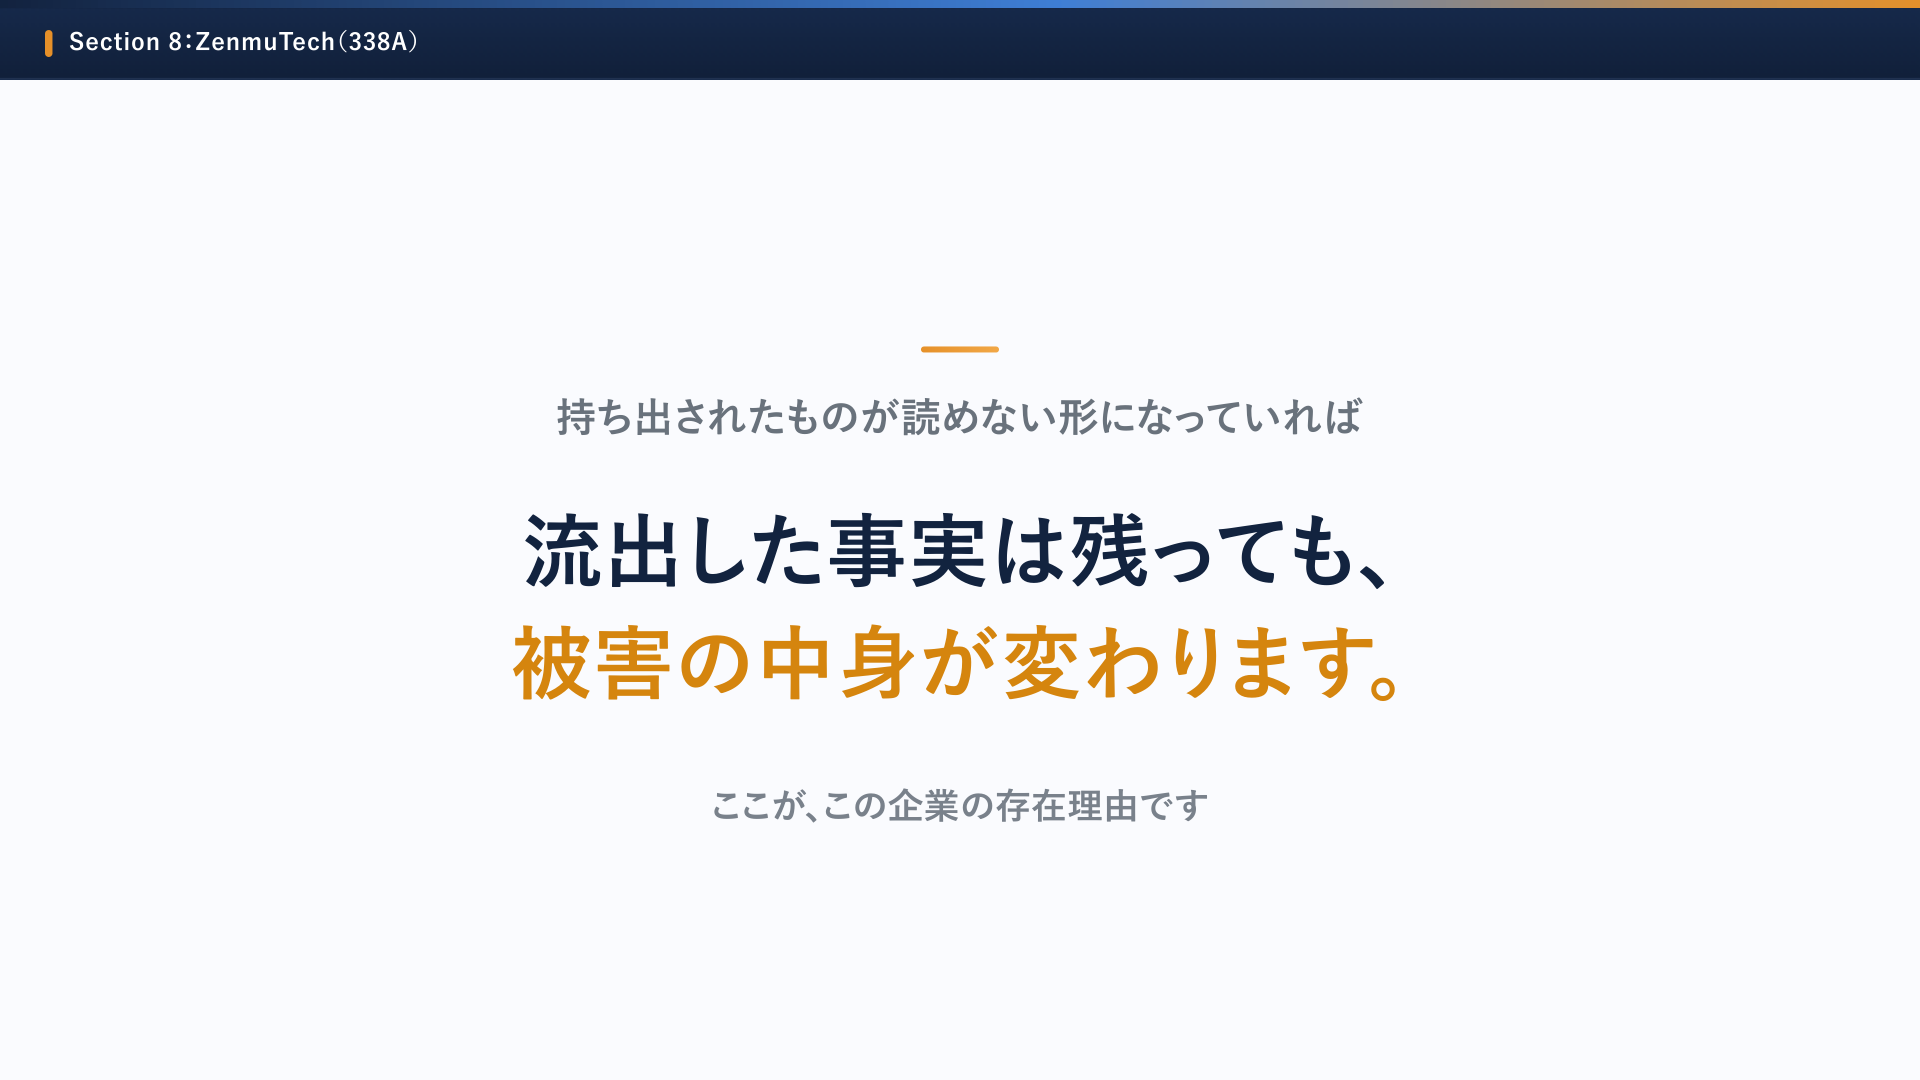 Section 8：ZenmuTech（338A）
持ち出されたものが読めない形になっていれば
流出した事実は残っても、
被害の中身が変わります。
ここが、この企業の存在理由です